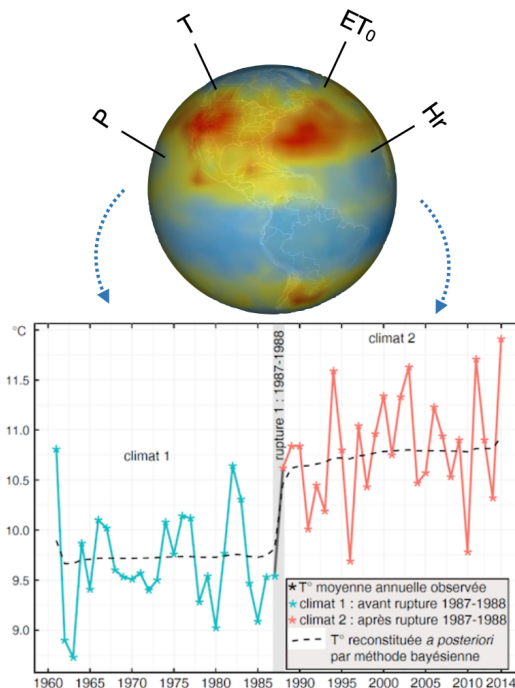 T
ET₀
P
Hr
°C
climat 1
rupture 1 : 1987-1988
climat 2
11.5
11.0
10.5
10.0
9.5
9.0
* T° moyenne annuelle observée
* climat 1 : avant rupture 1987-1988
* climat 2 : après rupture 1987-1988
T° reconstituée a posteriori
par méthode bayésienne
1960 1965 1970 1975 1980 1985 1990 1995 2000 2005 2010 2014